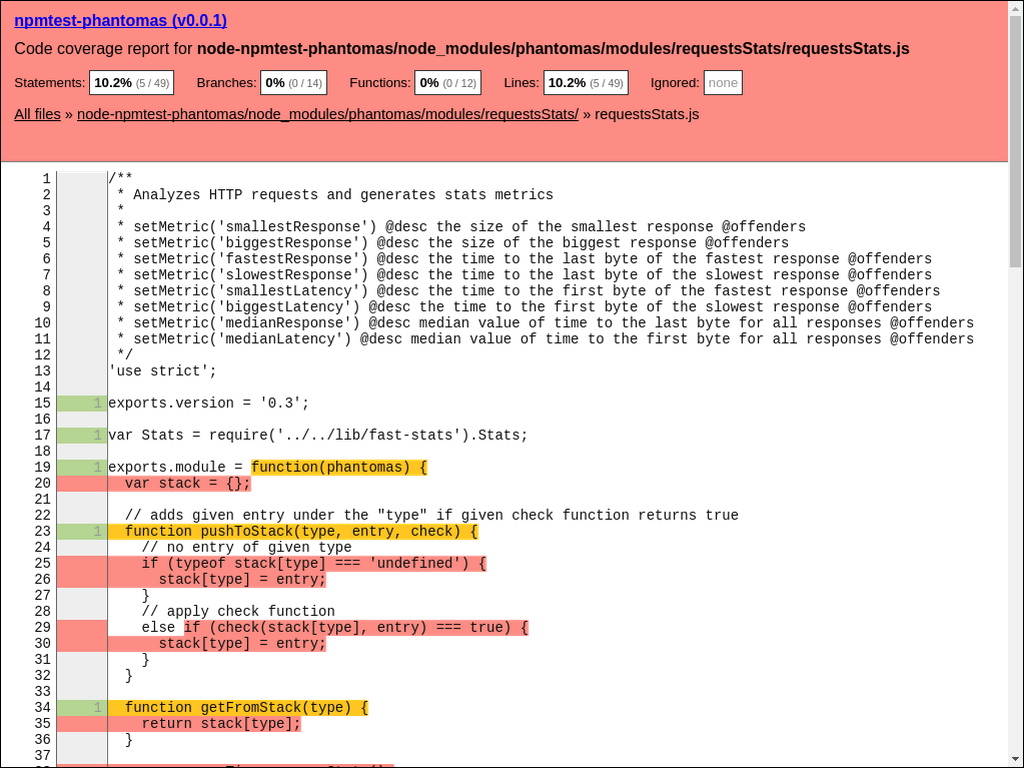 npmtest-phantomas (v0.0.1)
Code coverage report for node-npmtest-phantomas/node_modules/phantomas/modules/requestsStats/requestsStats.js
Statements: 10.2% (5 / 49) Branches: 0% (0 / 14) Functions: 0% (0 / 12) Lines: 10.2% (5 / 49) Ignored: none
All files » node-npmtest-phantomas/node_modules/phantomas/modules/requestsStats/ » requestsStats.js
1 /**
2  * Analyzes HTTP requests and generates stats metrics
3  *
4  * setMetric('smallestResponse') @desc the size of the smallest response @offenders
5  * setMetric('biggestResponse') @desc the size of the biggest response @offenders
6  * setMetric('fastestResponse') @desc the time to the last byte of the fastest response @offenders
7  * setMetric('slowestResponse') @desc the time to the last byte of the slowest response @offenders
8  * setMetric('smallestLatency') @desc the time to the first byte of the fastest response @offenders
9  * setMetric('biggestLatency') @desc the time to the first byte of the slowest response @offenders
10  * setMetric('medianResponse') @desc median value of time to the last byte for all responses @offenders
11  * setMetric('medianLatency') @desc median value of time to the first byte for all responses @offenders
12  */
13 'use strict';
14
15 1 exports.version = '0.3';
16
17 1 var Stats = require('../../lib/fast-stats').Stats;
18
19 1 exports.module = function(phantomas) {
20   var stack = {};
21
22   // adds given entry under the "type" if given check function returns true
23 1   function pushToStack(type, entry, check) {
24     // no entry of given type
25     if (typeof stack[type] === 'undefined') {
26       stack[type] = entry;
27     }
28     // apply check function
29     else if (check(stack[type], entry) === true) {
30       stack[type] = entry;
31     }
32   }
33
34 1   function getFromStack(type) {
35     return stack[type];
36   }
37